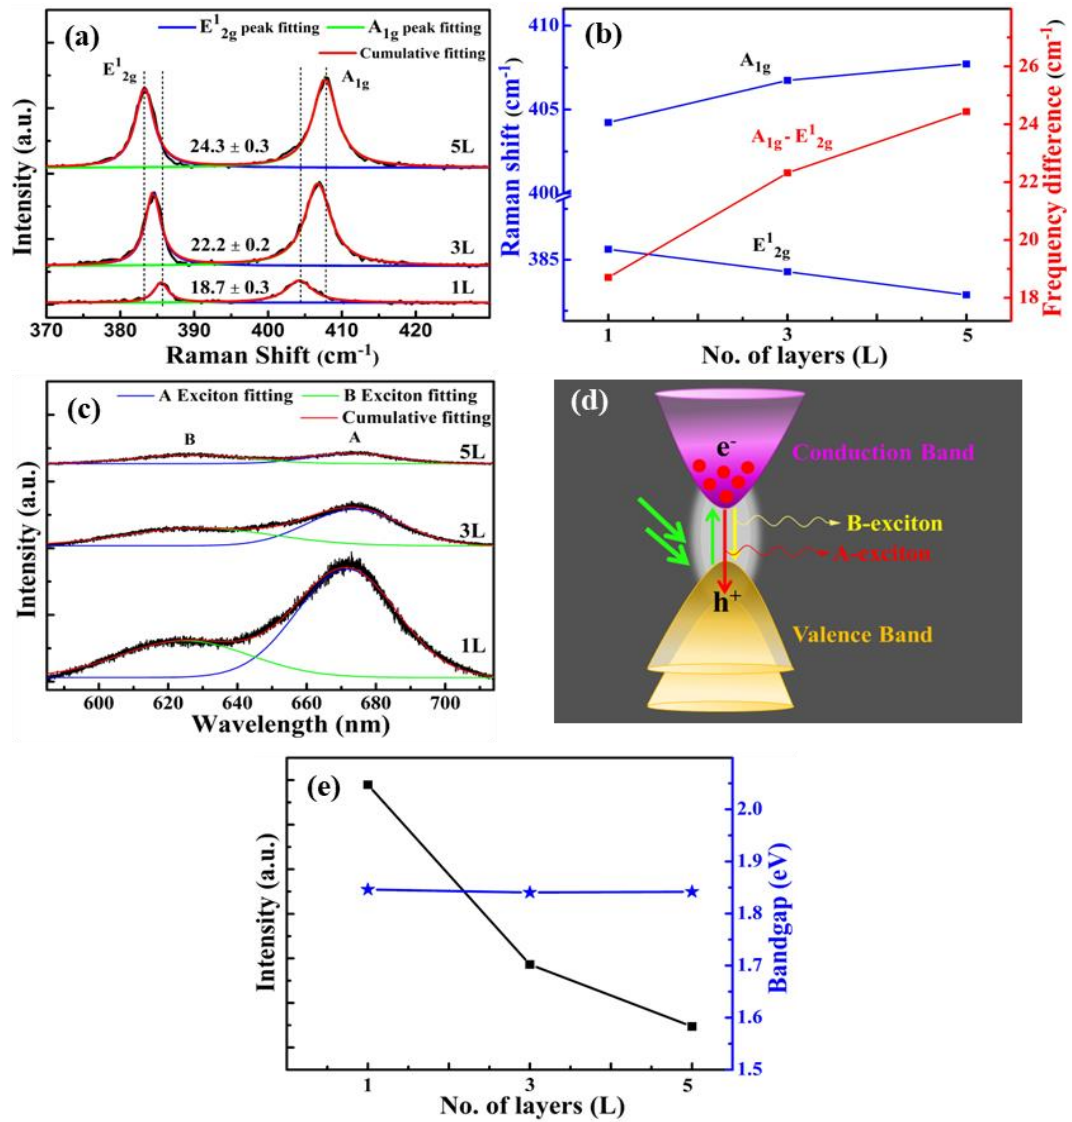 (a)
E¹₂g peak fitting
A₁g peak fitting
Cumulative fitting
E¹₂g
A₁g
24.3 ± 0.3
5L
22.2 ± 0.2
3L
18.7 ± 0.3
1L
Intensity (a.u.)
370 380 390 400 410 420
Raman Shift (cm⁻¹)
(b)
410
405
400
385
Raman shift (cm⁻¹)
A₁g
A₁g - E¹₂g
E¹₂g
26
24
22
20
18
Frequency difference (cm⁻¹)
1 3 5
No. of layers (L)
(c)
A Exciton fitting
B Exciton fitting
Cumulative fitting
B
A
5L
3L
1L
Intensity (a.u.)
600 620 640 660 680 700
Wavelength (nm)
(d)
e⁻
Conduction Band
B-exciton
A-exciton
h⁺
Valence Band
(e)
Intensity (a.u.)
2.0
1.9
1.8
1.7
1.6
1.5
Bandgap (eV)
1 3 5
No. of layers (L)